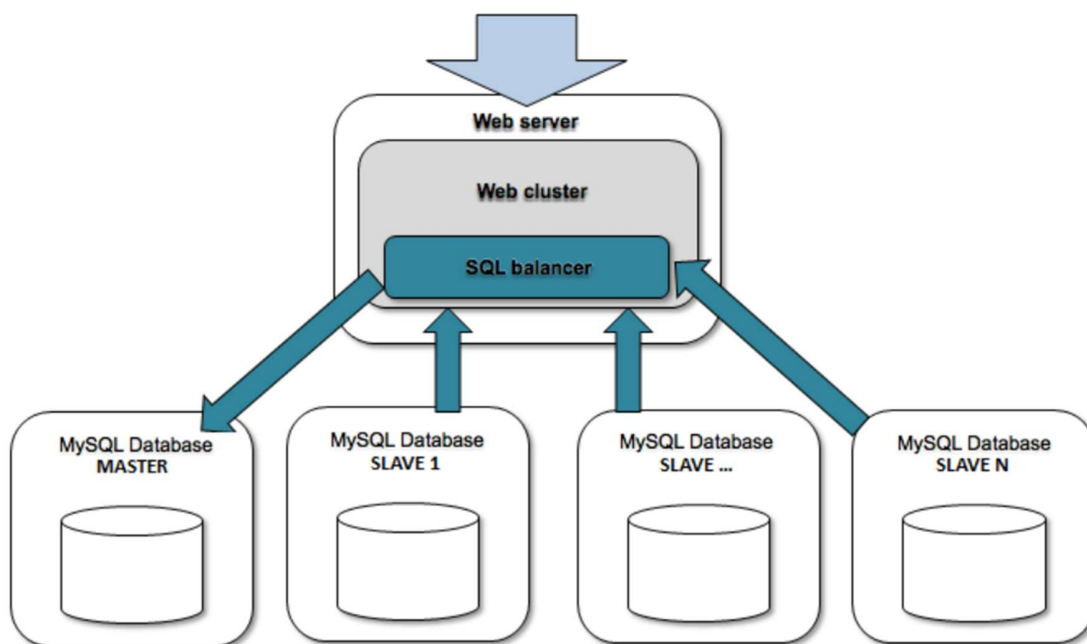 Web server
Web cluster
SQL balancer
MySQL Database
MASTER
MySQL Database
SLAVE 1
MySQL Database
SLAVE ...
MySQL Database
SLAVE N